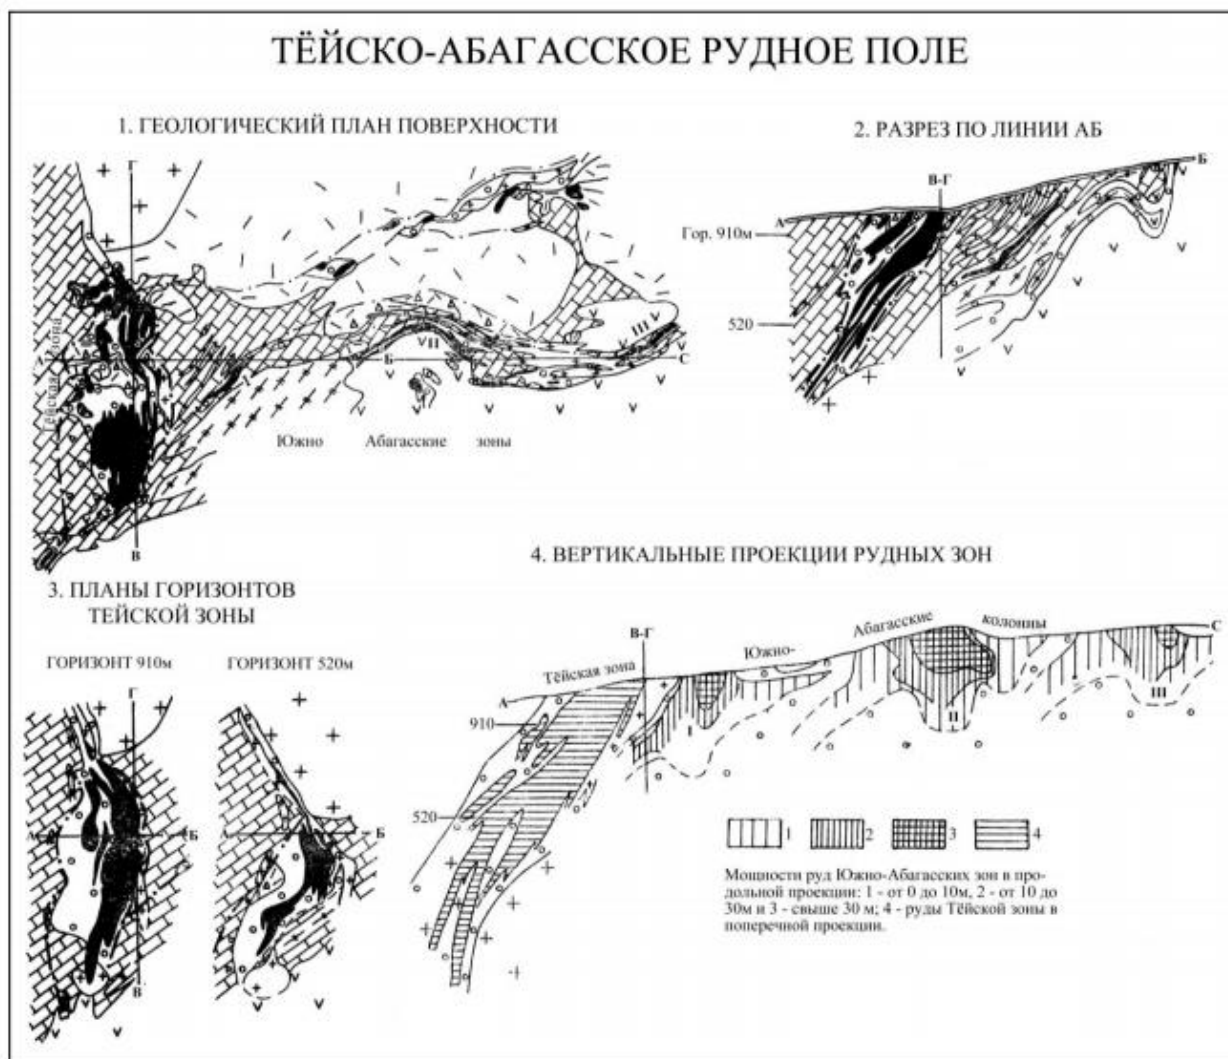 ТЁЙСКО-АБАГАССКОЕ РУДНОЕ ПОЛЕ
1. ГЕОЛОГИЧЕСКИЙ ПЛАН ПОВЕРХНОСТИ
Г
А
Тёйская зона
I
II
III
Б
С
Южно Абагасские зоны
В
2. РАЗРЕЗ ПО ЛИНИИ АБ
Б
В-Г
А
Гор. 910м
520
3. ПЛАНЫ ГОРИЗОНТОВ
ТЕЙСКОЙ ЗОНЫ
ГОРИЗОНТ 910м
Г
А
Б
В
ГОРИЗОНТ 520м
А
Б
4. ВЕРТИКАЛЬНЫЕ ПРОЕКЦИИ РУДНЫХ ЗОН
В-Г
Тёйская зона
Южно-
Абагасские
колонны
С
А
910
520
I
II
III
1
2
3
4
Мощности руд Южно-Абагасских зон в про-
дольной проекции: 1 - от 0 до 10м, 2 - от 10 до
30м и 3 - свыше 30 м; 4 - руды Тёйской зоны в
поперечной проекции.